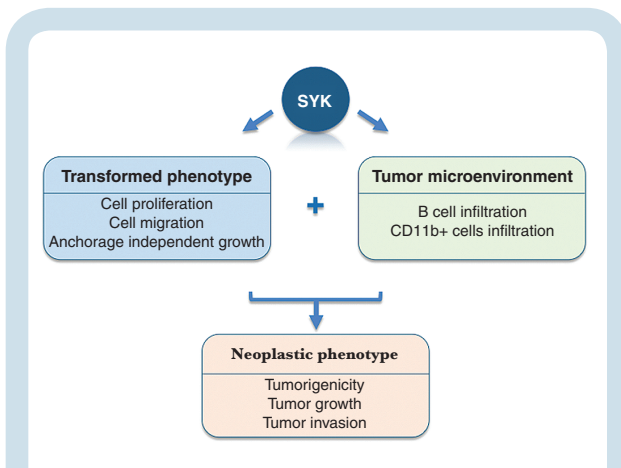 SYK
Transformed phenotype
Cell proliferation
Cell migration
Anchorage independent growth
+
Tumor microenvironment
B cell infiltration
CD11b+ cells infiltration
Neoplastic phenotype
Tumorigenicity
Tumor growth
Tumor invasion